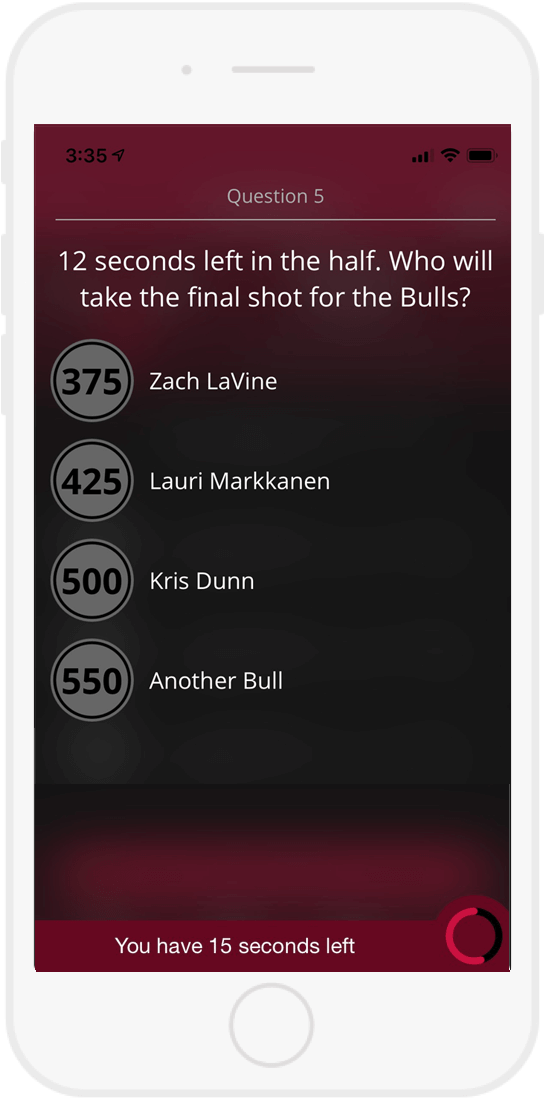 3:35
Question 5
12 seconds left in the half. Who will
take the final shot for the Bulls?
375 Zach LaVine
425 Lauri Markkanen
500 Kris Dunn
550 Another Bull
You have 15 seconds left